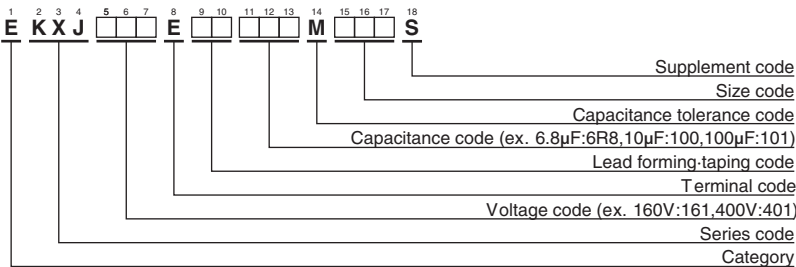 1 2 3 4 5 6 7 8 9 10 11 12 13 14 15 16 17 18
E K X J E M S
Supplement code
Size code
Capacitance tolerance code
Capacitance code (ex. 6.8μF:6R8,10μF:100,100μF:101)
Lead forming·taping code
Terminal code
Voltage code (ex. 160V:161,400V:401)
Series code
Category